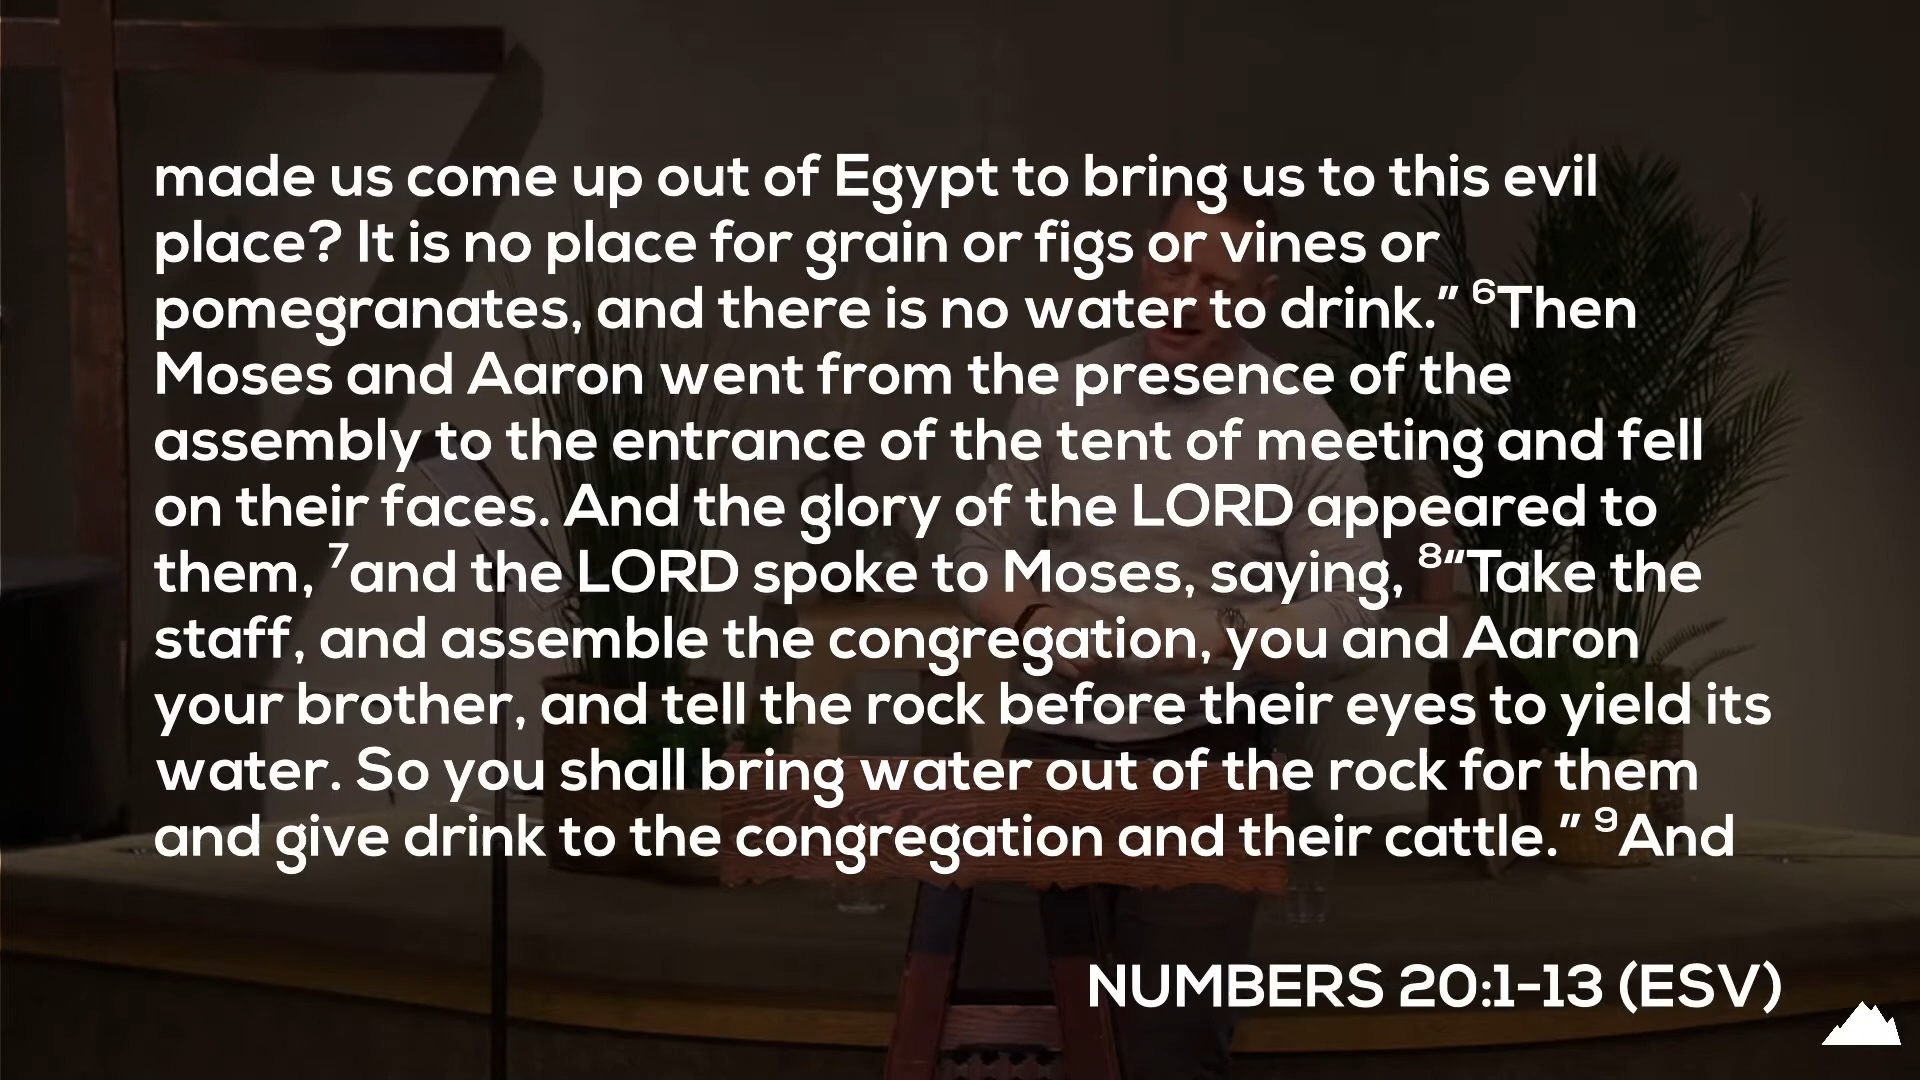 made us come up out of Egypt to bring us to this evil
place? It is no place for grain or figs or vines or
pomegranates, and there is no water to drink.” ⁶Then
Moses and Aaron went from the presence of the
assembly to the entrance of the tent of meeting and fell
on their faces. And the glory of the LORD appeared to
them, ⁷and the LORD spoke to Moses, saying, ⁸“Take the
staff, and assemble the congregation, you and Aaron
your brother, and tell the rock before their eyes to yield its
water. So you shall bring water out of the rock for them
and give drink to the congregation and their cattle.” ⁹And
NUMBERS 20:1-13 (ESV)